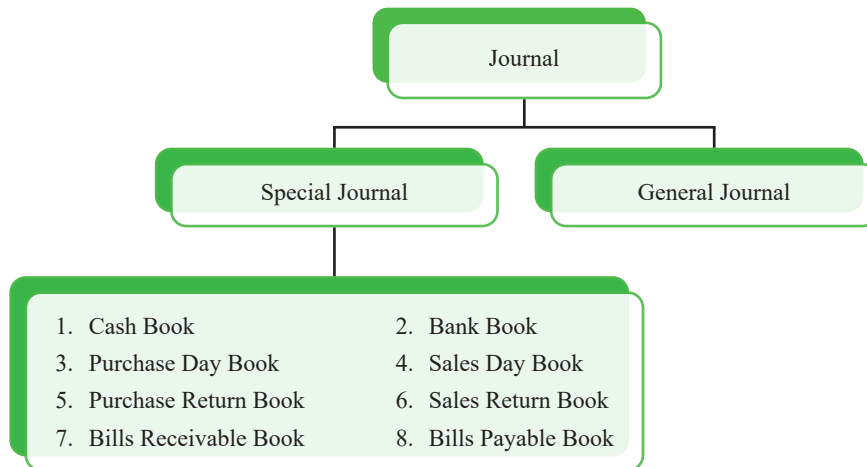 Journal
Special Journal
General Journal
1. Cash Book
2. Bank Book
3. Purchase Day Book
4. Sales Day Book
5. Purchase Return Book
6. Sales Return Book
7. Bills Receivable Book
8. Bills Payable Book